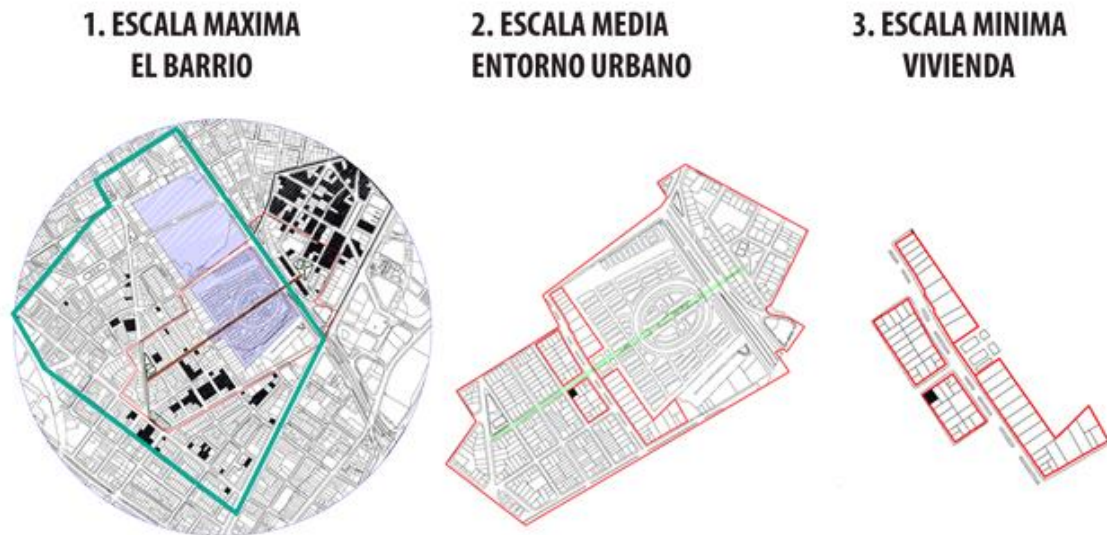 1. ESCALA MAXIMA
EL BARRIO
2. ESCALA MEDIA
ENTORNO URBANO
3. ESCALA MINIMA
VIVIENDA